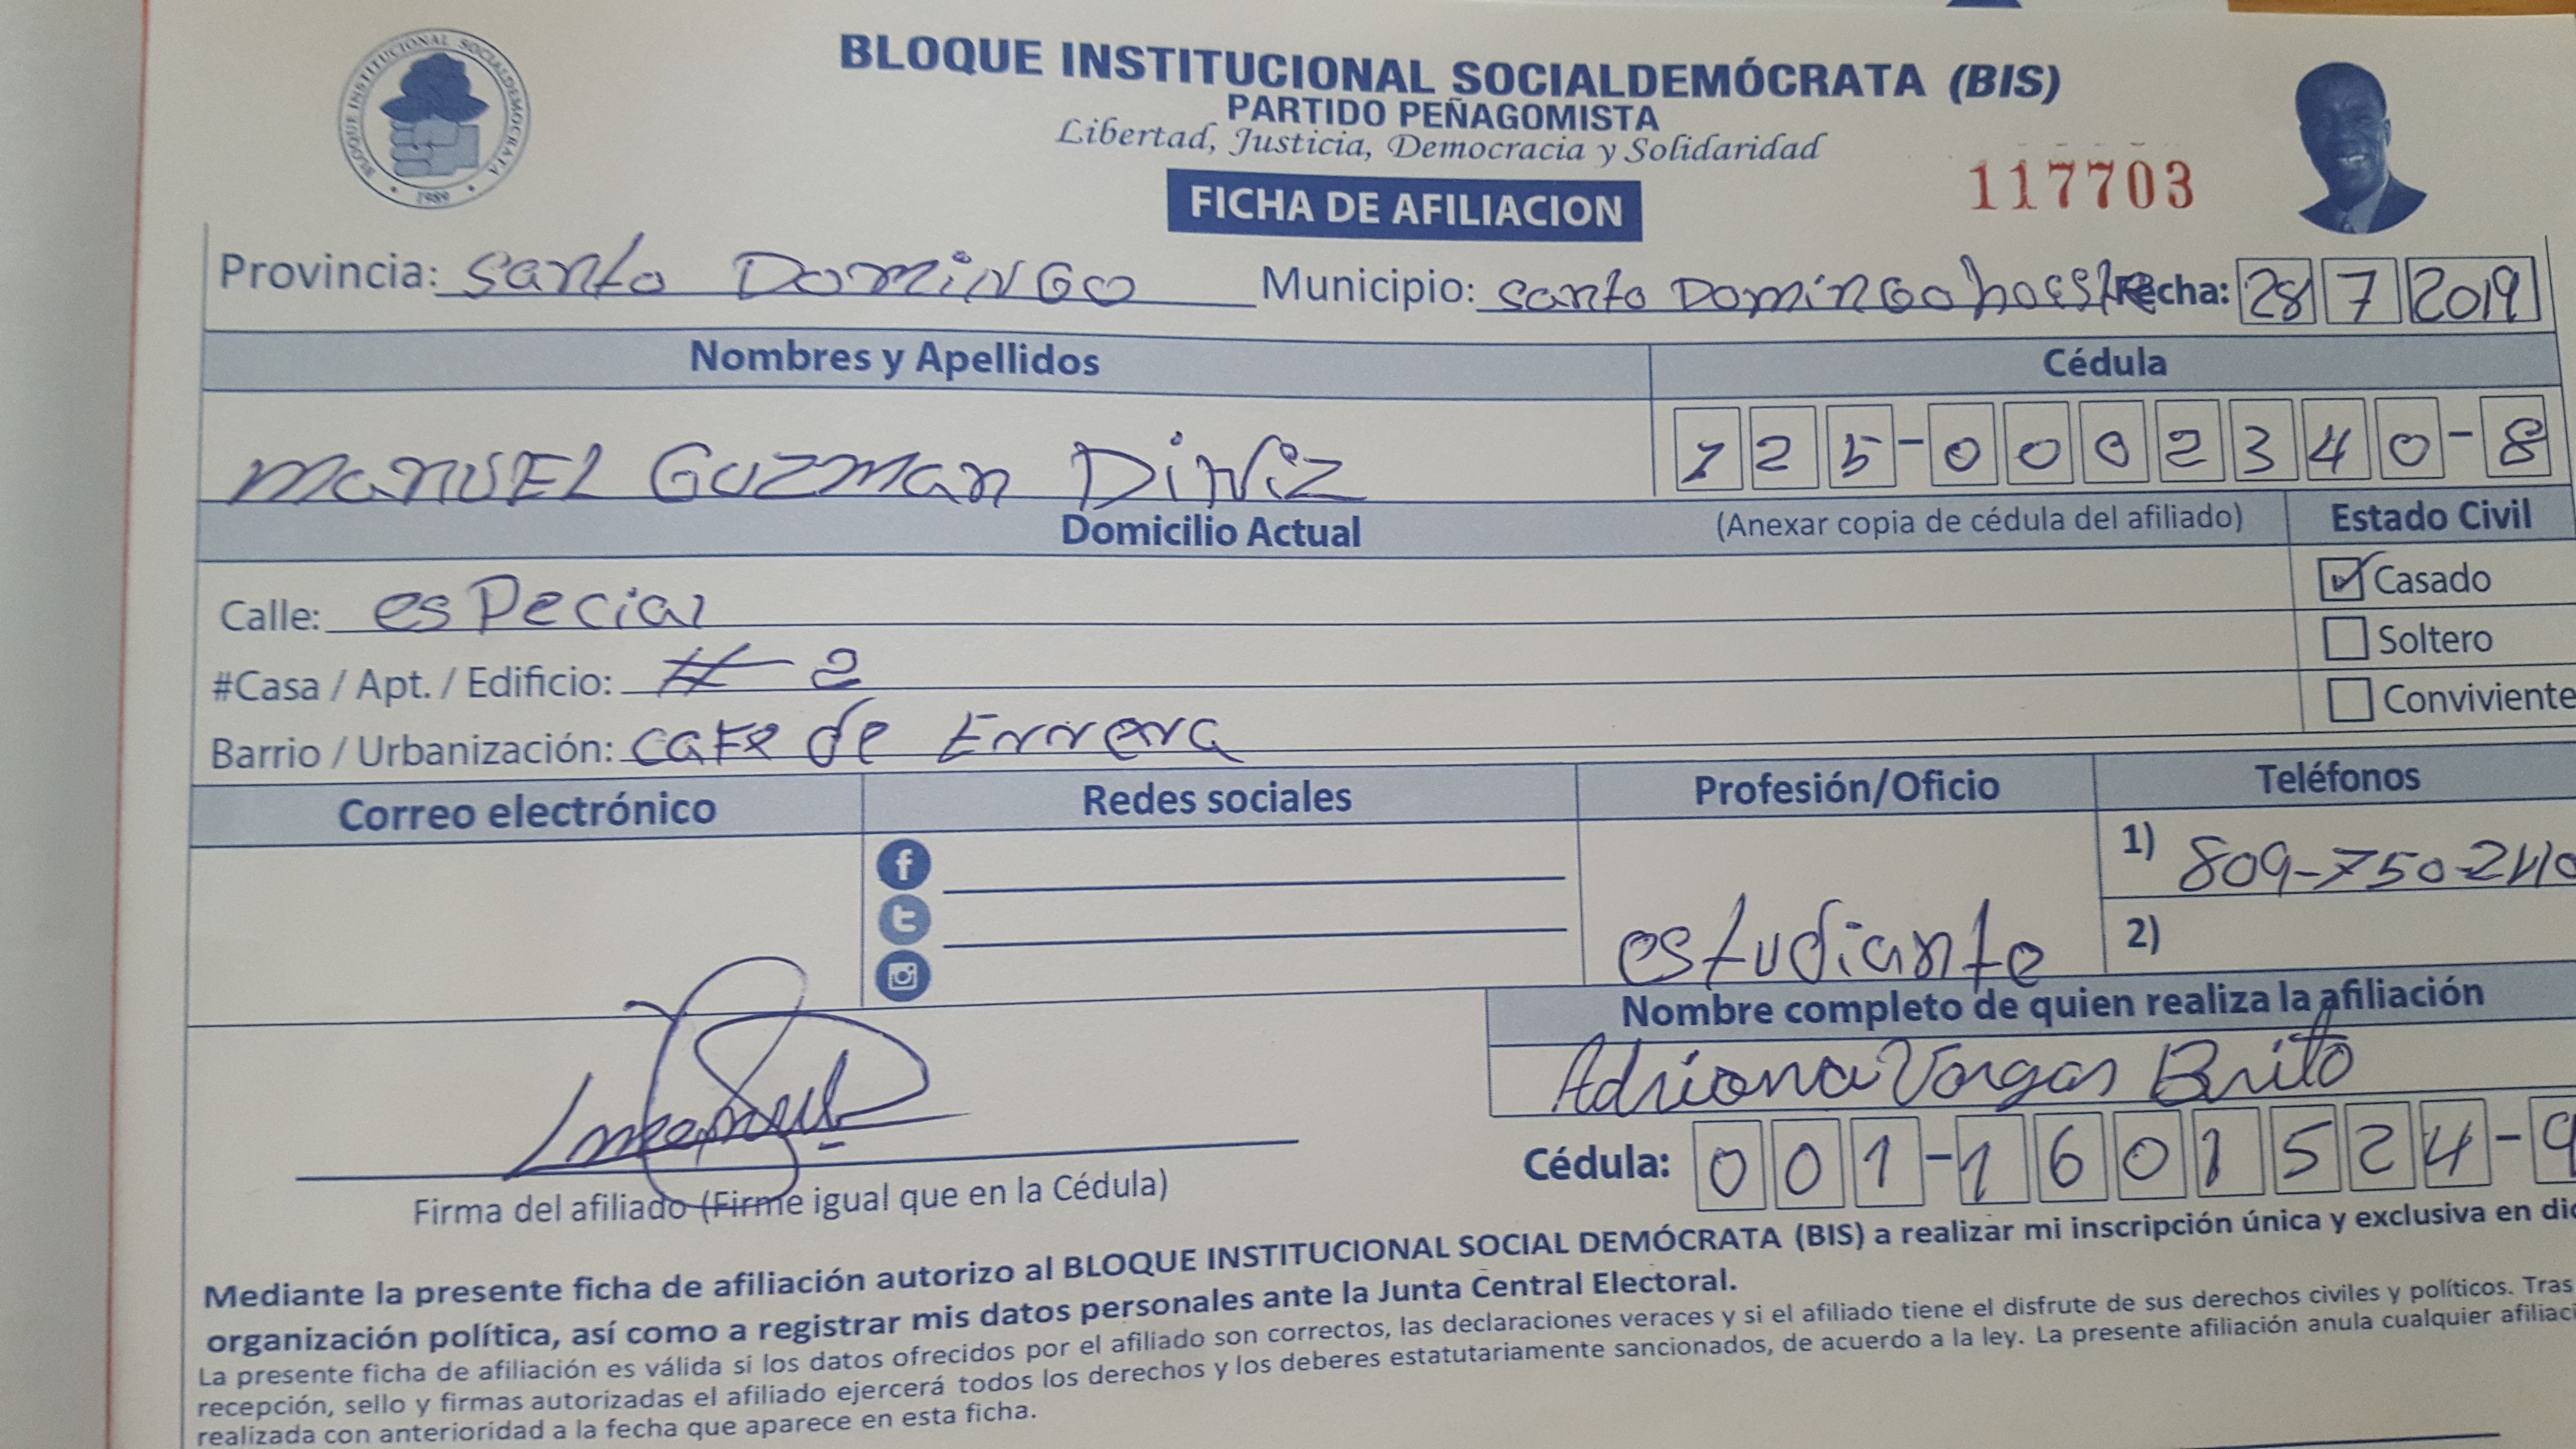 BLOQUE INSTITUCIONAL SOCIALDEMÓCRATA
1989
BLOQUE INSTITUCIONAL SOCIALDEMÓCRATA (BIS)
PARTIDO PEÑAGOMISTA
Libertad, Justicia, Democracia y Solidaridad
117703
FICHA DE AFILIACION
Provincia: Santo DOMINGO Municipio: Santo DOMINGO Fecha: 28 7 2019
Nombres y Apellidos Cédula
MANUEL GUZMAN 225-0002340-8
Domicilio Actual (Anexar copia de cédula del afiliado) Estado Civil
Calle: esPecial Casado
#Casa / Apt. / Edificio: # 2 Soltero
Barrio / Urbanización: cafe de Errera Conviviente
Correo electrónico Redes sociales Profesión/Oficio Teléfonos
1) 809-750-2410
estudiante 2)
Nombre completo de quien realiza la afiliación
Adriana Vargas Brito
Cédula: 001-1601524-9
Firma del afiliado (Firme igual que en la Cédula)
Mediante la presente ficha de afiliación autorizo al BLOQUE INSTITUCIONAL SOCIAL DEMÓCRATA (BIS) a realizar mi inscripción única y exclusiva en
organización política, así como a registrar mis datos personales ante la Junta Central Electoral.
La presente ficha de afiliación es válida si los datos ofrecidos por el afiliado son correctos, las declaraciones veraces y si el afiliado tiene el disfrute de sus derechos civiles y políticos. Tras
recepción, sello y firmas autorizadas el afiliado ejercerá todos los derechos y los deberes estatutariamente sancionados, de acuerdo a la ley. La presente afiliación anula cualquier
realizada con anterioridad a la fecha que aparece en esta ficha.